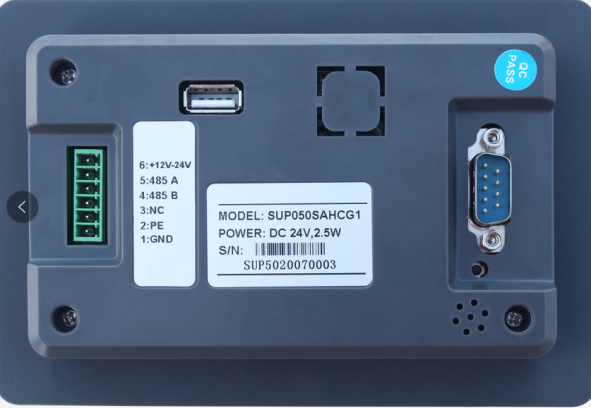 QC
PASS
6:+12V-24V
5:485 A
4:485 B
3:NC
2:PE
1:GND
MODEL: SUP050SAHCG1
POWER: DC 24V,2.5W
S/N:
SUP5020070003